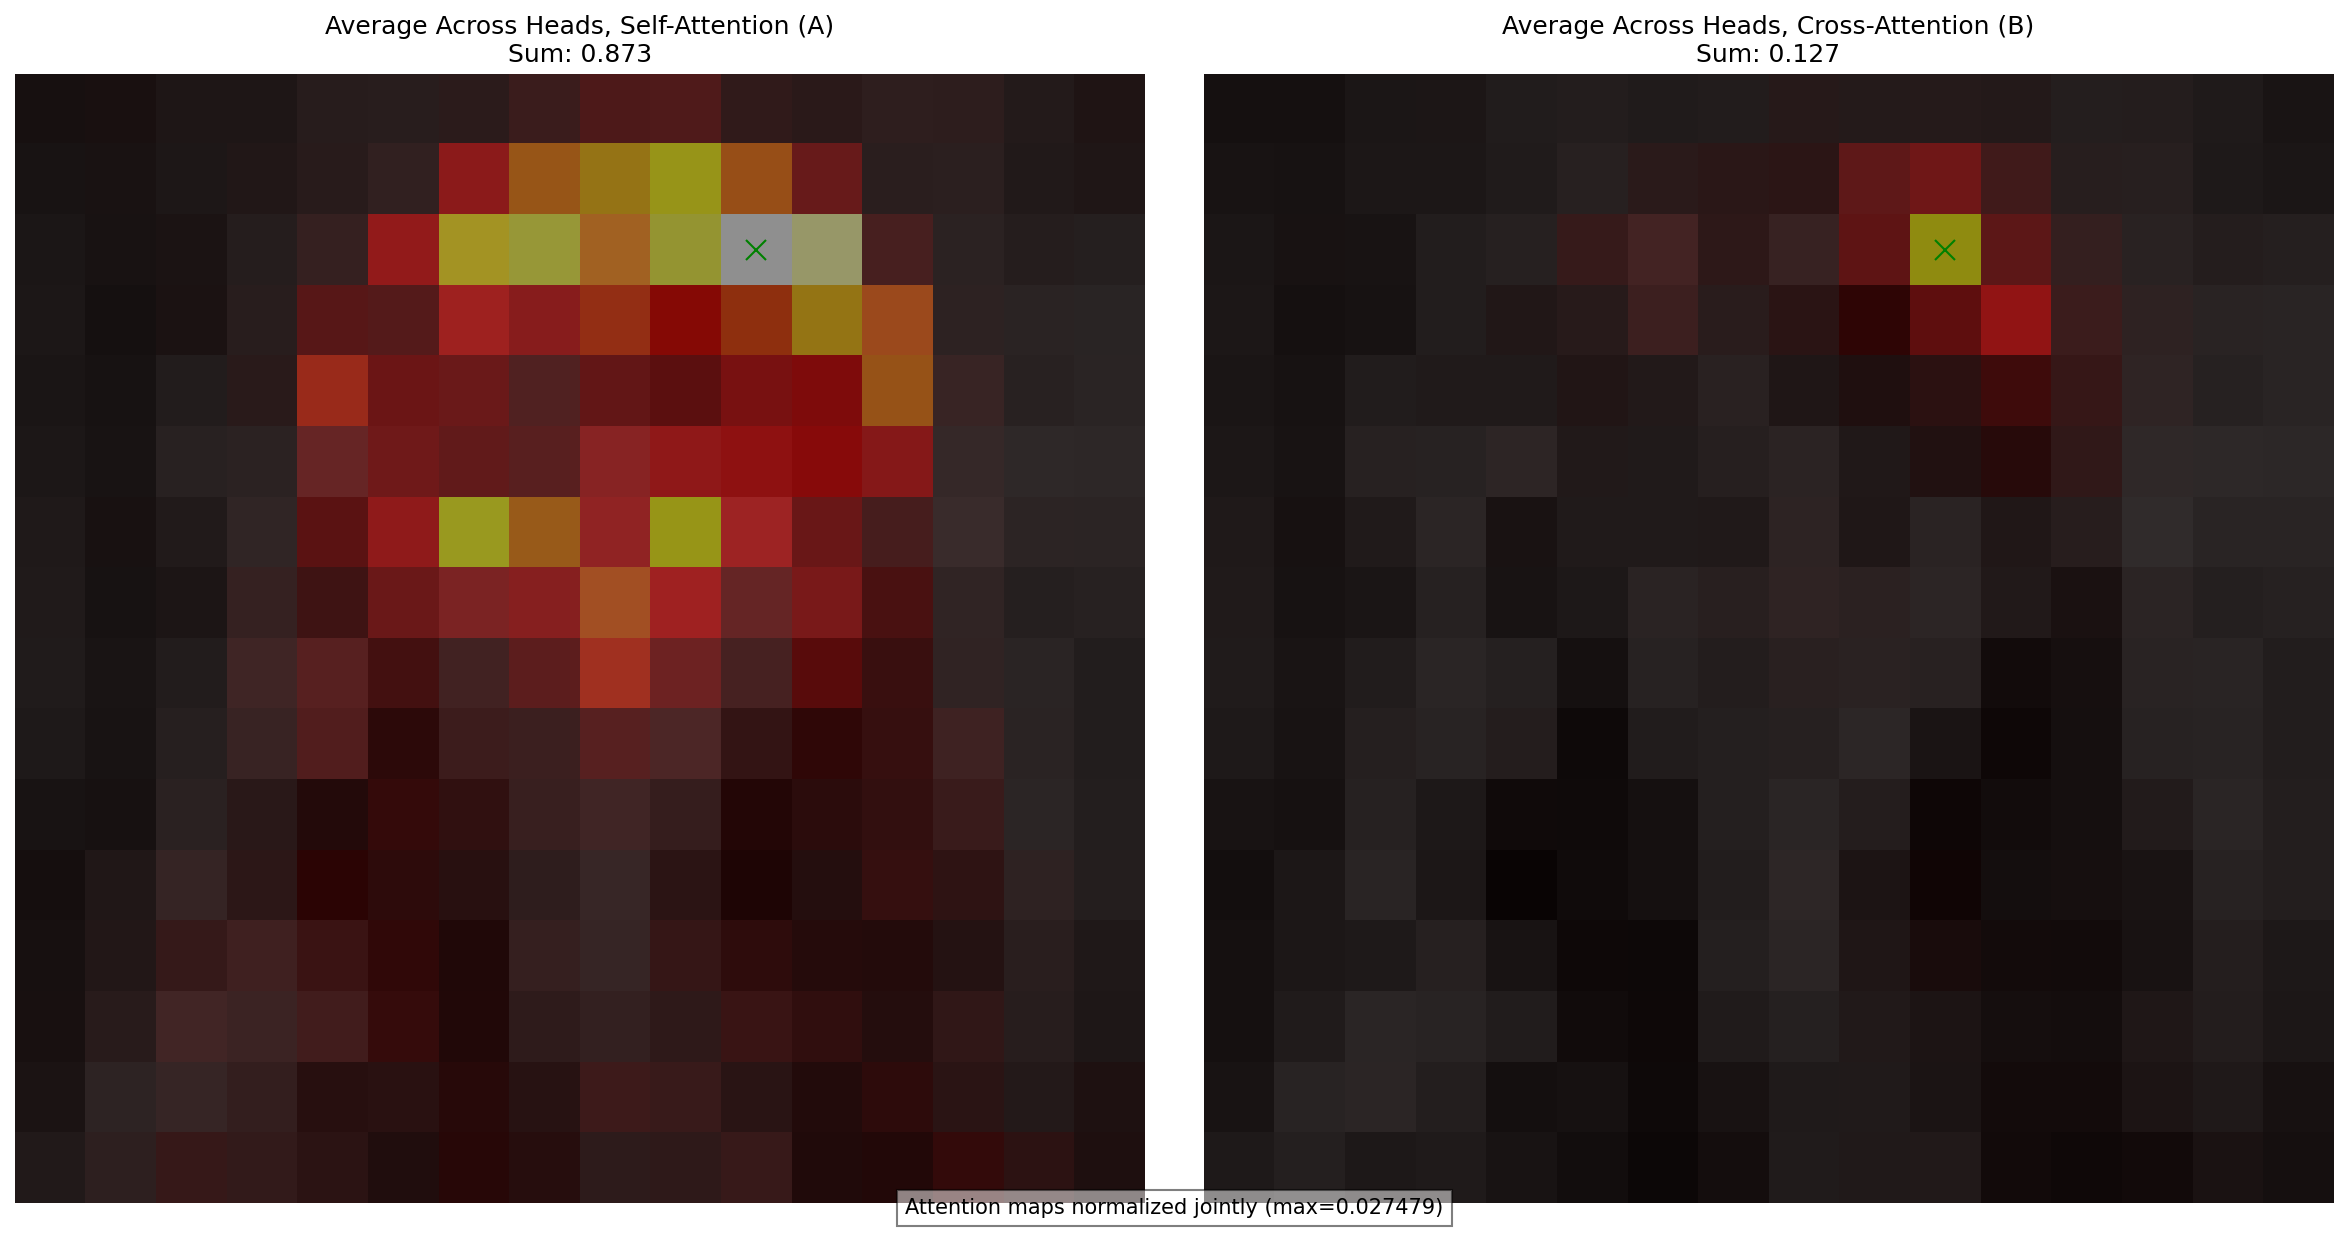 Average Across Heads, Self-Attention (A)
Sum: 0.873
Average Across Heads, Cross-Attention (B)
Sum: 0.127
Attention maps normalized jointly (max=0.027479)